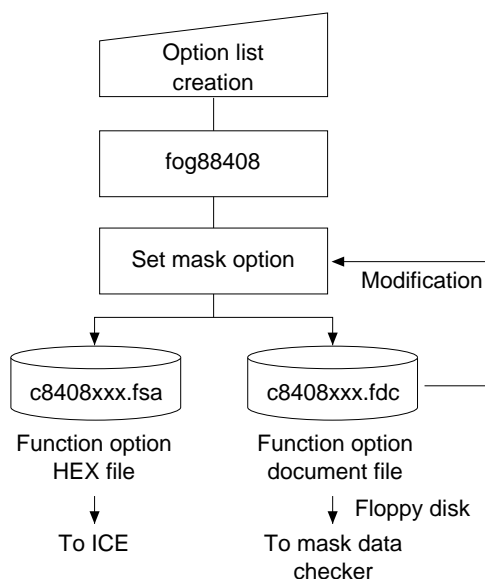 Option list
creation
fog88408
Set mask option
Modification
c8408xxx.fsa
c8408xxx.fdc
Function option
HEX file
Function option
document file
Floppy disk
To ICE
To mask data
checker